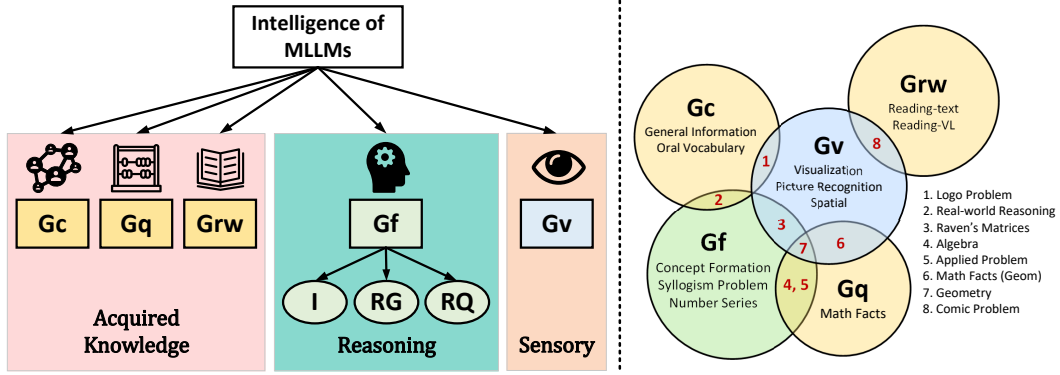 Intelligence of
MLLMs
Gc
Gq
Grw
Gf
Gv
I
RG
RQ
Acquired
Knowledge
Reasoning
Sensory
Gc
General Information
Oral Vocabulary
Grw
Reading-text
Reading-VL
Gv
Visualization
Picture Recognition
Spatial
Gf
Concept Formation
Syllogism Problem
Number Series
Gq
Math Facts
1
2
3
7
6
4, 5
8
1. Logo Problem
2. Real-world Reasoning
3. Raven's Matrices
4. Algebra
5. Applied Problem
6. Math Facts (Geom)
7. Geometry
8. Comic Problem